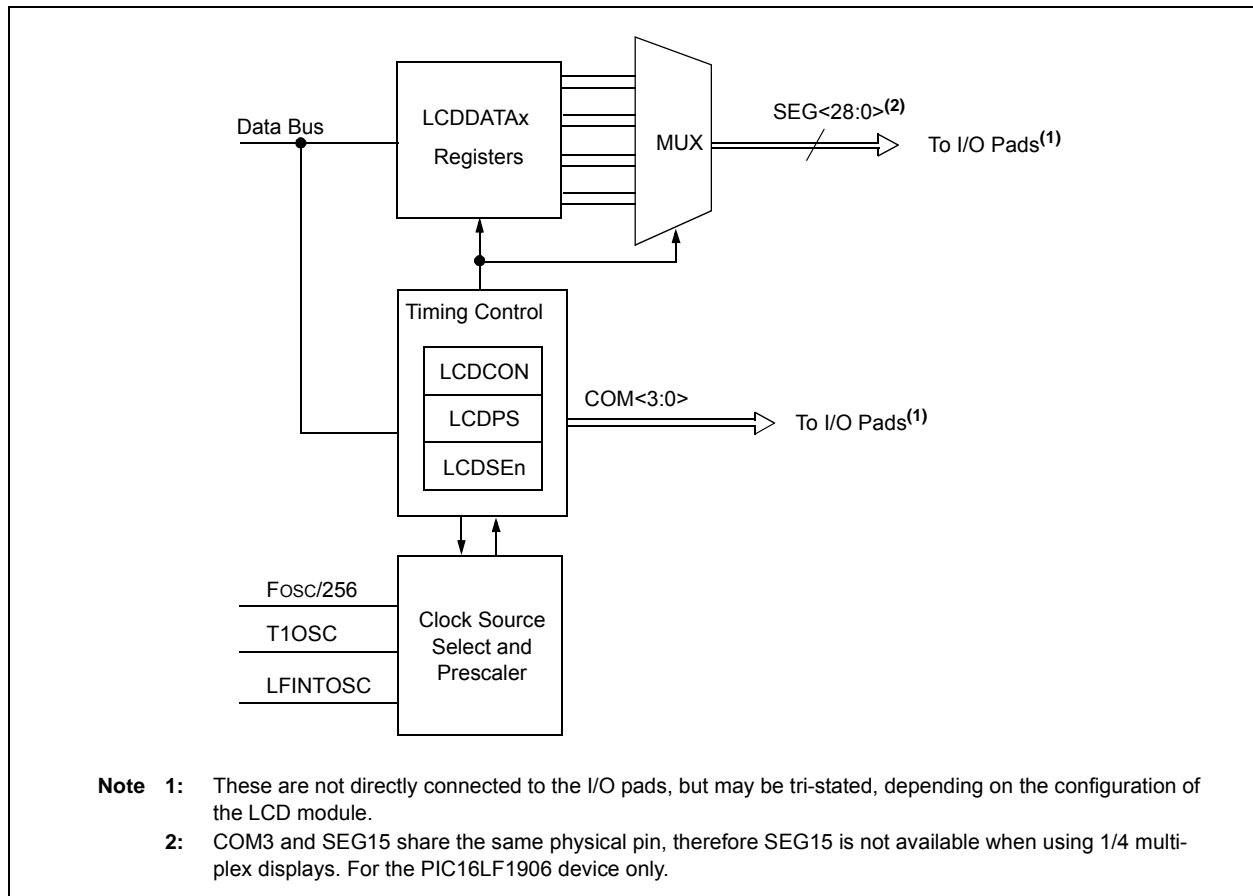 Data Bus
LCDDATAx
Registers
MUX
SEG<28:0>(2)
To I/O Pads(1)
Timing Control
LCDCON
LCDPS
LCDSEn
COM<3:0>
To I/O Pads(1)
FOSC/256
T1OSC
LFINTOSC
Clock Source
Select and
Prescaler
Note 1: These are not directly connected to the I/O pads, but may be tri-stated, depending on the configuration of
the LCD module.
2: COM3 and SEG15 share the same physical pin, therefore SEG15 is not available when using 1/4 multi-
plex displays. For the PIC16LF1906 device only.